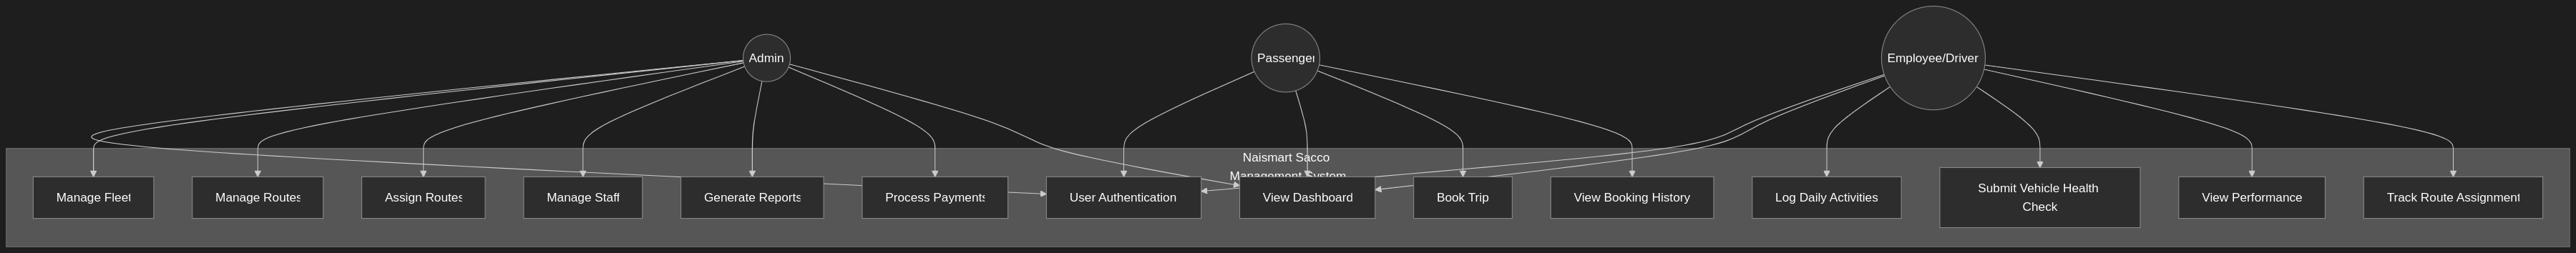 Admin
Passenger
Employee/Driver
Naismart Sacco
Management System
Manage Fleet
Manage Routes
Assign Routes
Manage Staff
Generate Reports
Process Payments
User Authentication
View Dashboard
Book Trip
View Booking History
Log Daily Activities
Submit Vehicle Health
Check
View Performance
Track Route Assignment